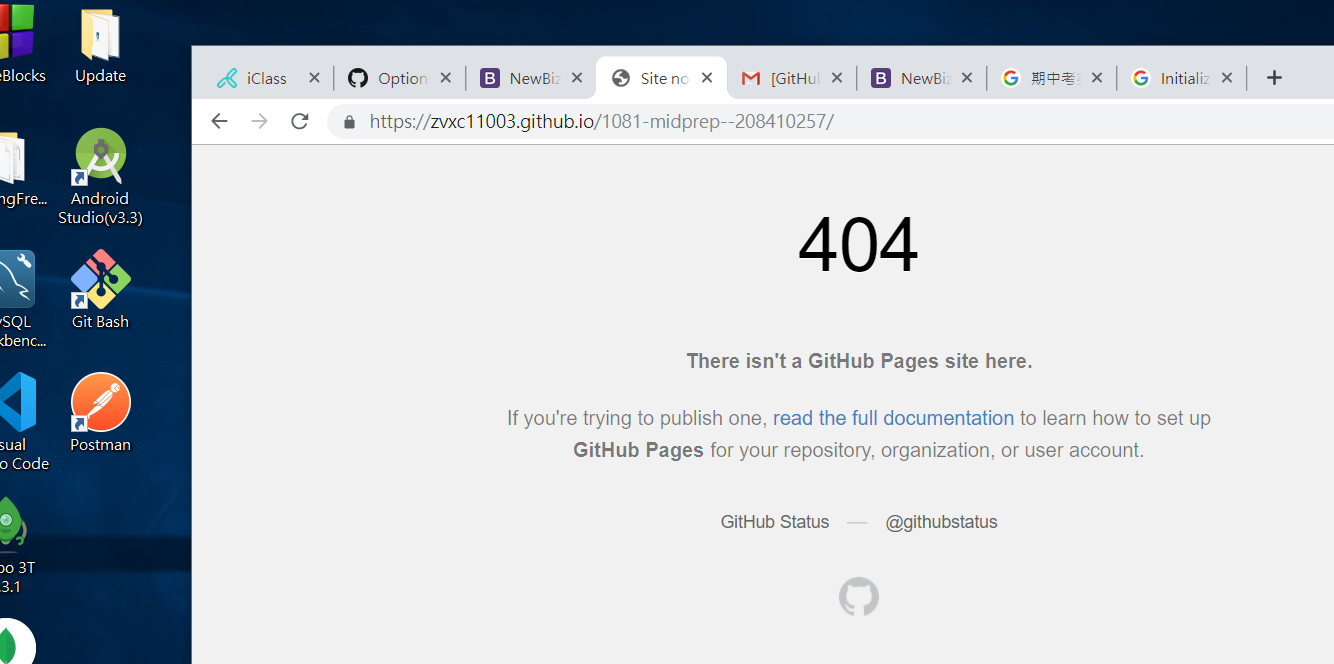 eBlocks
Update
iClass
Option
NewBiz
Site no
[GitHub
NewBiz
期中考
Initializ
https://zvxc11003.github.io/1081-midprep--208410257/
ngFre...
Android
Studio(v3.3)
404
There isn't a GitHub Pages site here.
ySQL
kbenc...
Git Bash
If you're trying to publish one, read the full documentation to learn how to set up
GitHub Pages for your repository, organization, or user account.
sual
o Code
Postman
GitHub Status — @githubstatus
bo 3T
.3.1